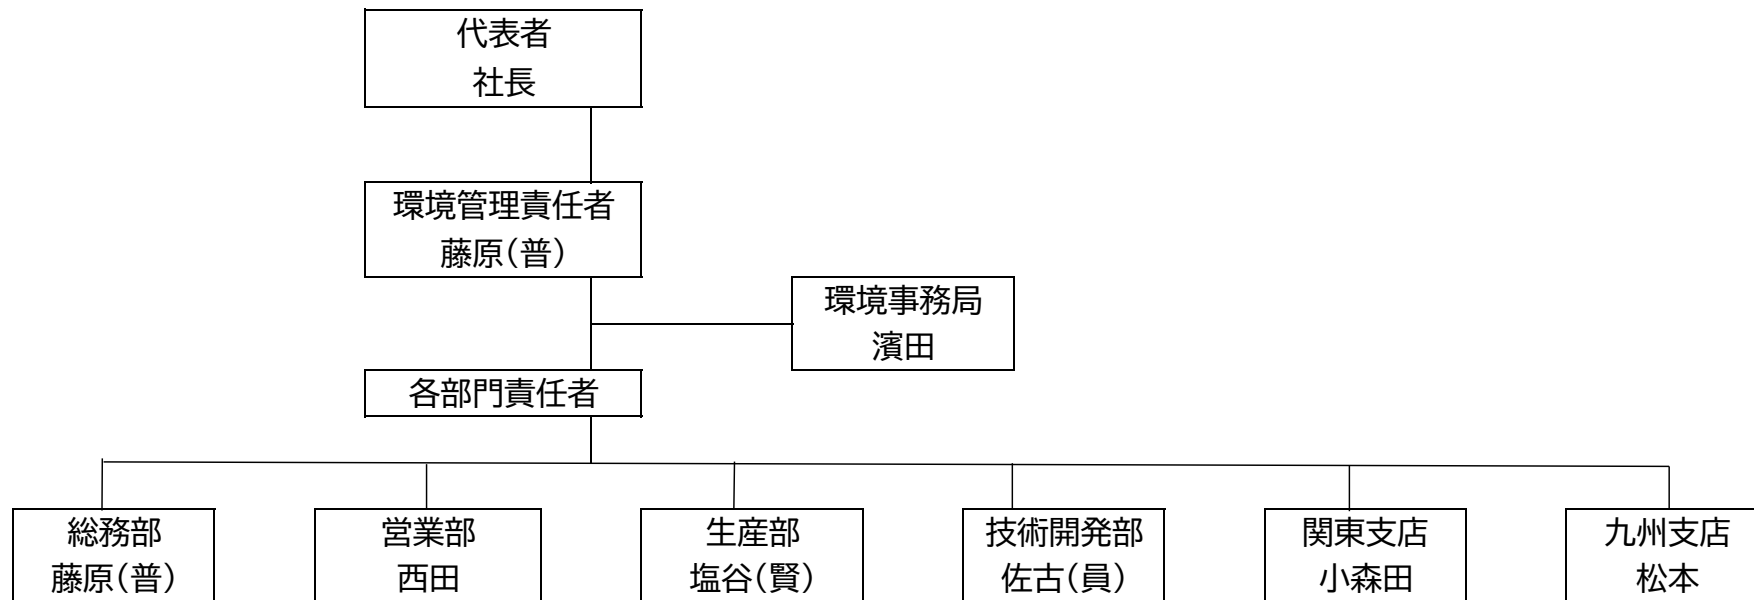 代表者
社長
環境管理責任者
藤原(普)
環境事務局
濱田
各部門責任者
総務部
藤原(普)
営業部
西田
生産部
塩谷(賢)
技術開発部
佐古(員)
関東支店
小森田
九州支店
松本